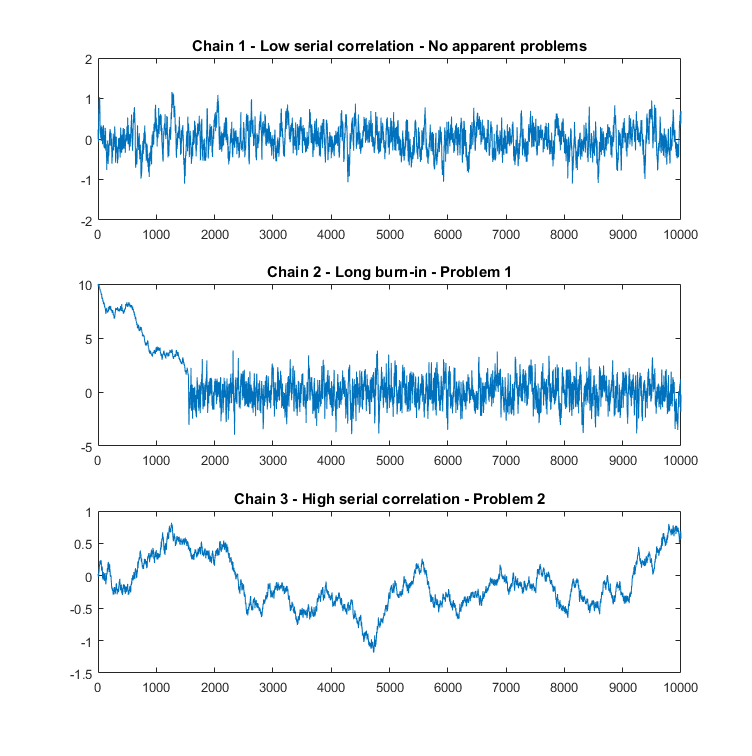 Chain 1 - Low serial correlation - No apparent problems
2
1
0
-1
-2
0 1000 2000 3000 4000 5000 6000 7000 8000 9000 10000
Chain 2 - Long burn-in - Problem 1
10
5
0
-5
0 1000 2000 3000 4000 5000 6000 7000 8000 9000 10000
Chain 3 - High serial correlation - Problem 2
1
0.5
0
-0.5
-1
-1.5
0 1000 2000 3000 4000 5000 6000 7000 8000 9000 10000